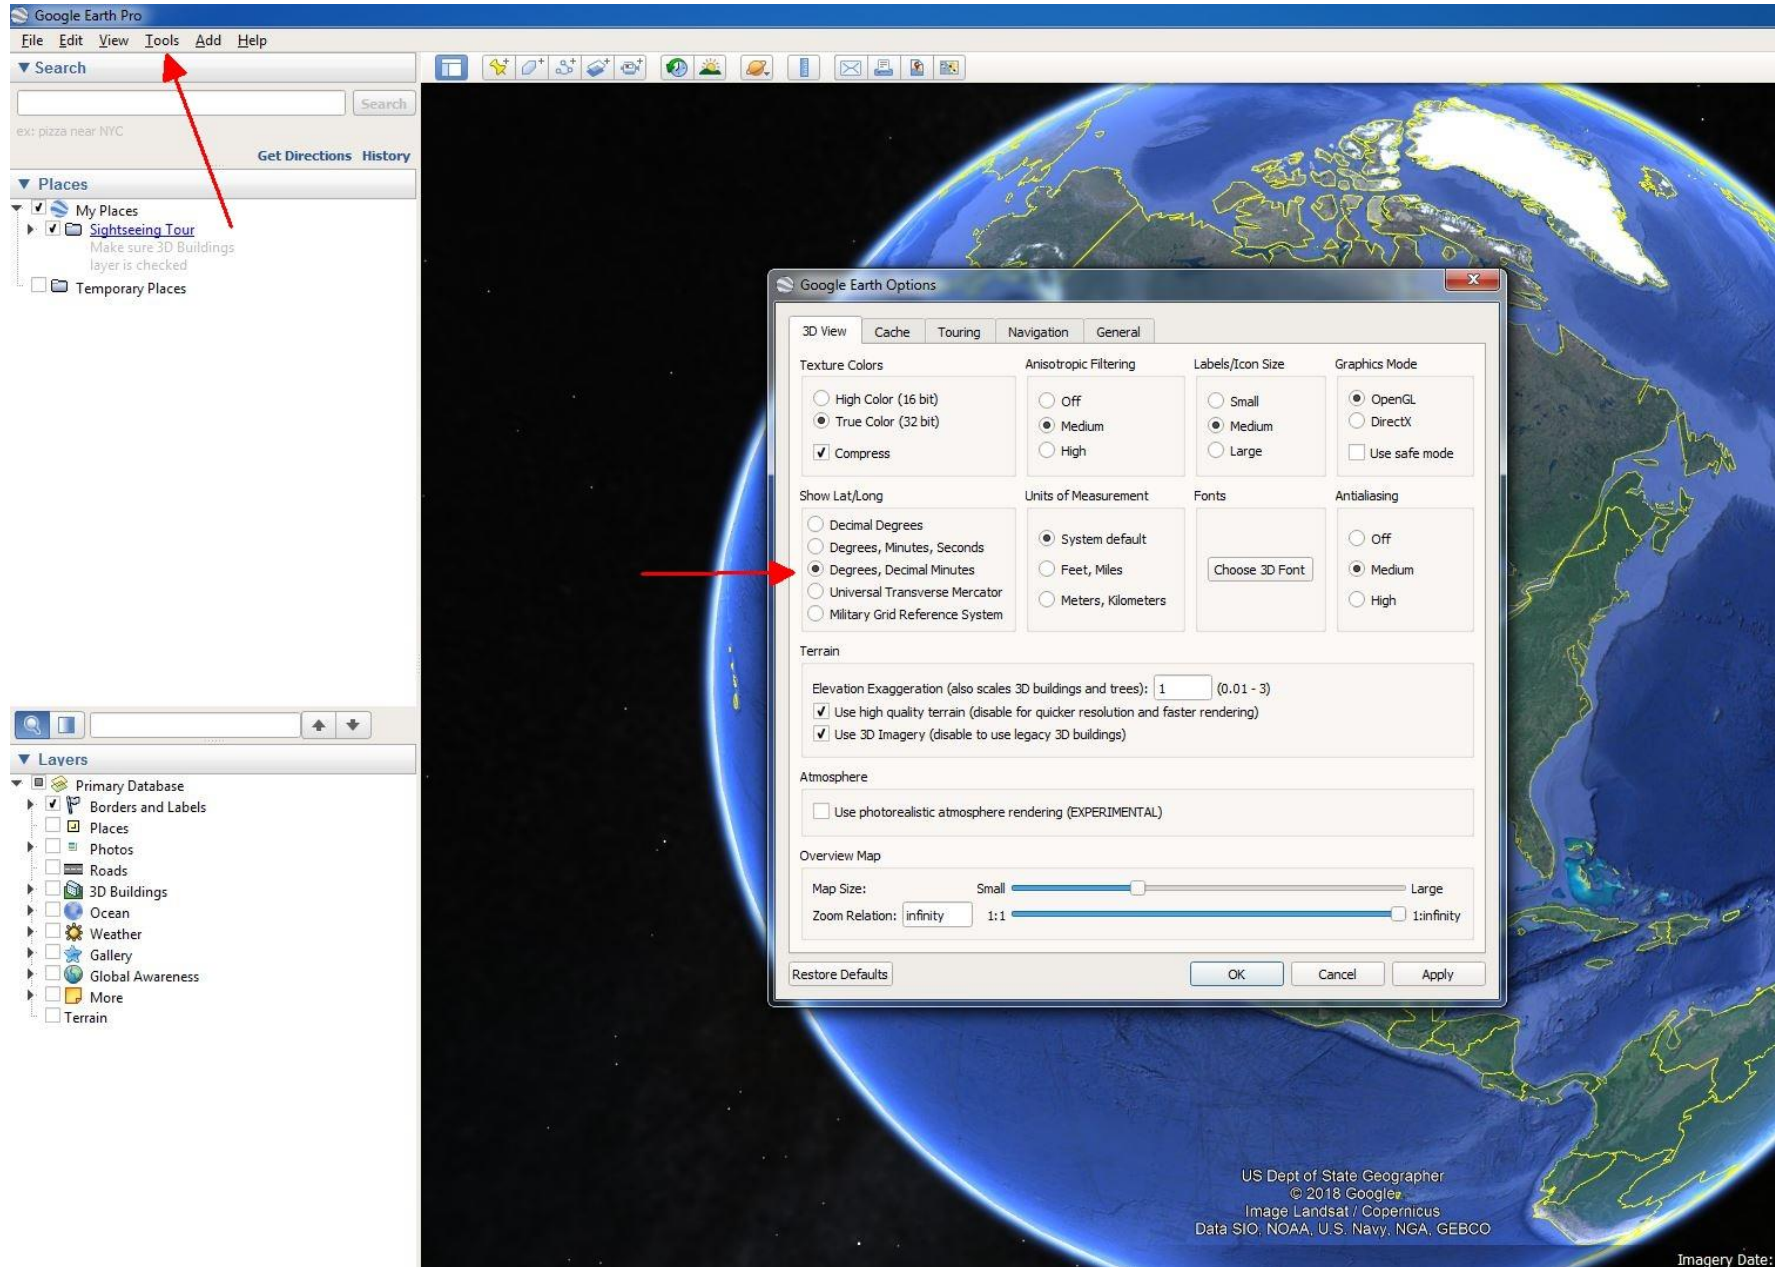 Google Earth Pro
File Edit View Tools Add Help
Search
Search
ex: pizza near NYC
Get Directions History
Places
My Places
Sightseeing Tour
Make sure 3D Buildings
layer is checked
Temporary Places
Layers
Primary Database
Borders and Labels
Places
Photos
Roads
3D Buildings
Ocean
Weather
Gallery
Global Awareness
More
Terrain
Google Earth Options
3D View Cache Touring Navigation General
Texture Colors
High Color (16 bit)
True Color (32 bit)
Compress
Anisotropic Filtering
Off
Medium
High
Labels/Icon Size
Small
Medium
Large
Graphics Mode
OpenGL
DirectX
Use safe mode
Show Lat/Long
Decimal Degrees
Degrees, Minutes, Seconds
Degrees, Decimal Minutes
Universal Transverse Mercator
Military Grid Reference System
Units of Measurement
System default
Feet, Miles
Meters, Kilometers
Fonts
Choose 3D Font
Antialiasing
Off
Medium
High
Terrain
Elevation Exaggeration (also scales 3D buildings and trees): 1 (0.01 - 3)
Use high quality terrain (disable for quicker resolution and faster rendering)
Use 3D Imagery (disable to use legacy 3D buildings)
Atmosphere
Use photorealistic atmosphere rendering (EXPERIMENTAL)
Overview Map
Map Size: Small Large
Zoom Relation: infinity 1:1 1:infinity
Restore Defaults OK Cancel Apply
US Dept of State Geographer
© 2018 Google
Image Landsat / Copernicus
Data SIO, NOAA, U.S. Navy, NGA, GEBCO
Imagery Date: